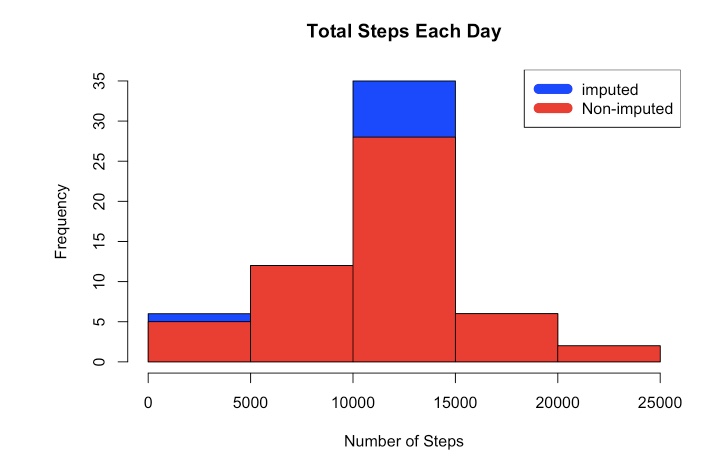 Total Steps Each Day
imputed
Non-imputed
35
30
25
20
15
10
5
0
Frequency
0 5000 10000 15000 20000 25000
Number of Steps